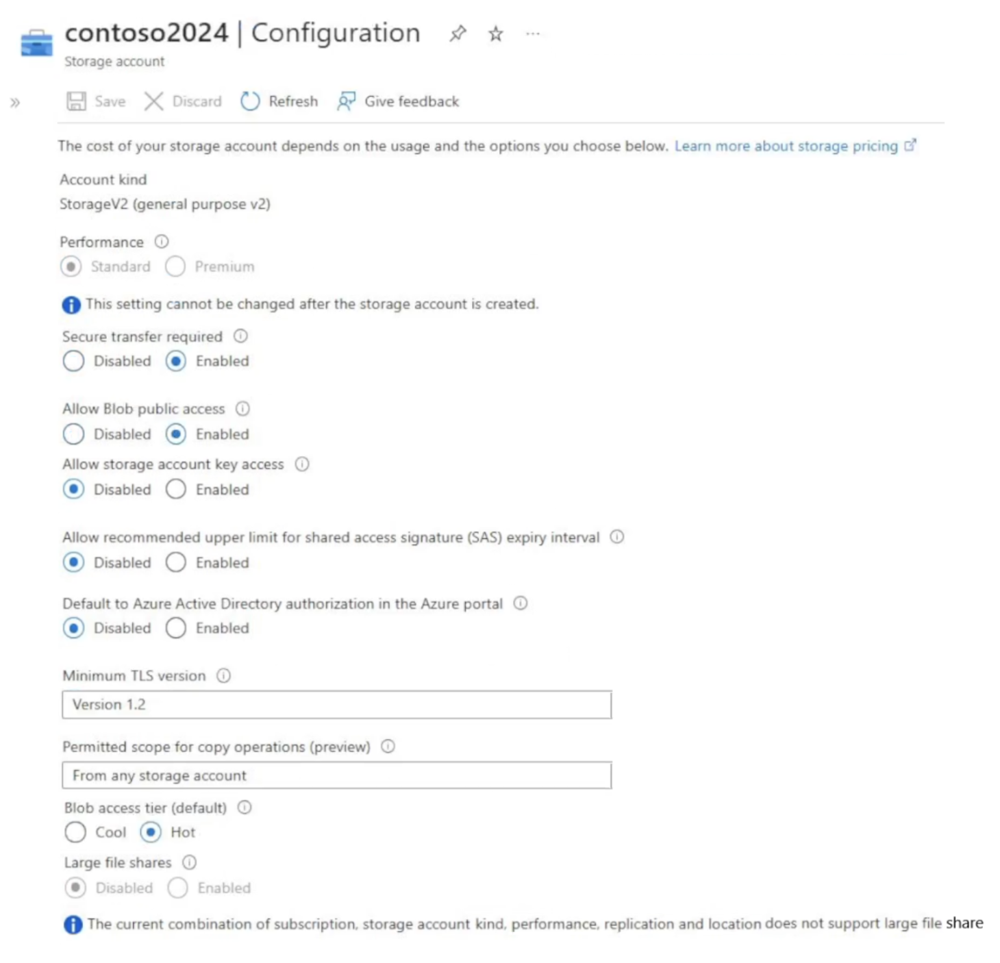 contoso2024 | Configuration ...
Storage account
» Save Discard Refresh Give feedback
The cost of your storage account depends on the usage and the options you choose below. Learn more about storage pricing
Account kind
StorageV2 (general purpose v2)
Performance
Standard Premium
This setting cannot be changed after the storage account is created.
Secure transfer required
Disabled Enabled
Allow Blob public access
Disabled Enabled
Allow storage account key access
Disabled Enabled
Allow recommended upper limit for shared access signature (SAS) expiry interval
Disabled Enabled
Default to Azure Active Directory authorization in the Azure portal
Disabled Enabled
Minimum TLS version
Version 1.2
Permitted scope for copy operations (preview)
From any storage account
Blob access tier (default)
Cool Hot
Large file shares
Disabled Enabled
The current combination of subscription, storage account kind, performance, replication and location does not support large file share